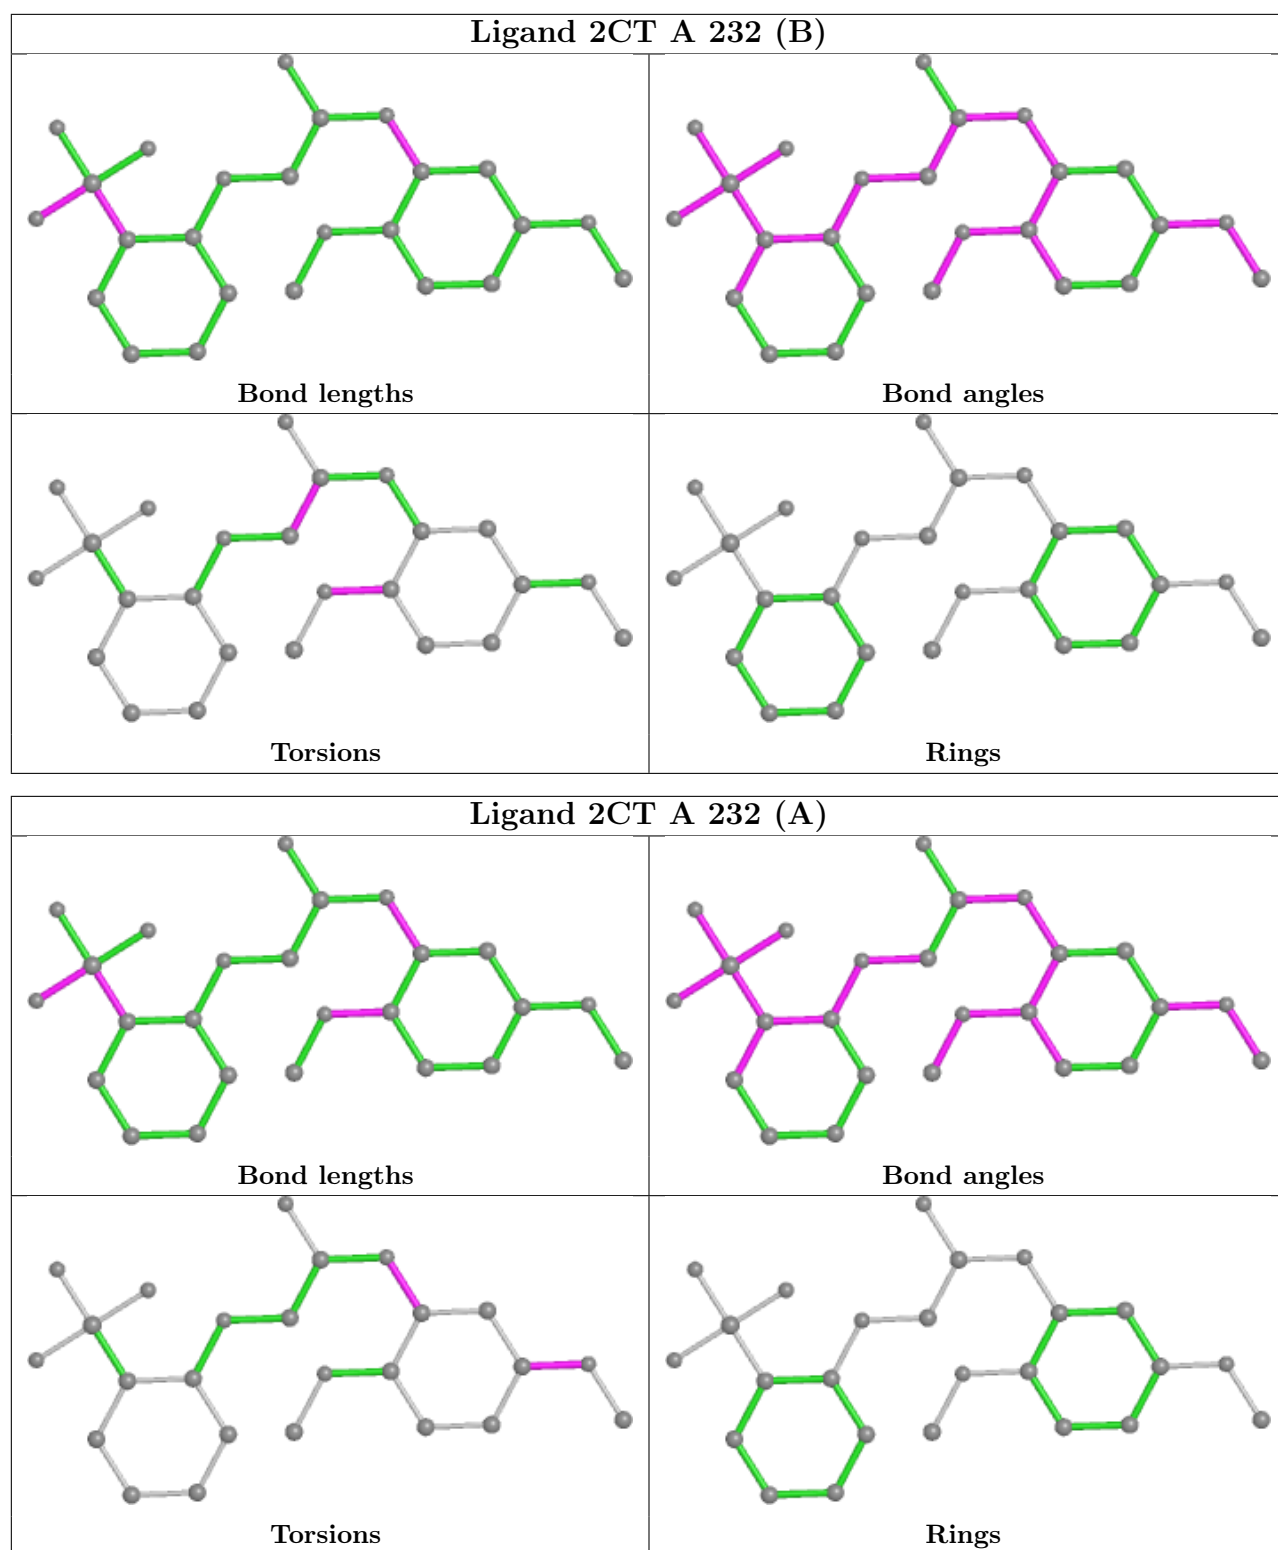 Ligand 2CT A 232 (B)
Bond lengths
Bond angles
Torsions
Rings
Ligand 2CT A 232 (A)
Bond lengths
Bond angles
Torsions
Rings